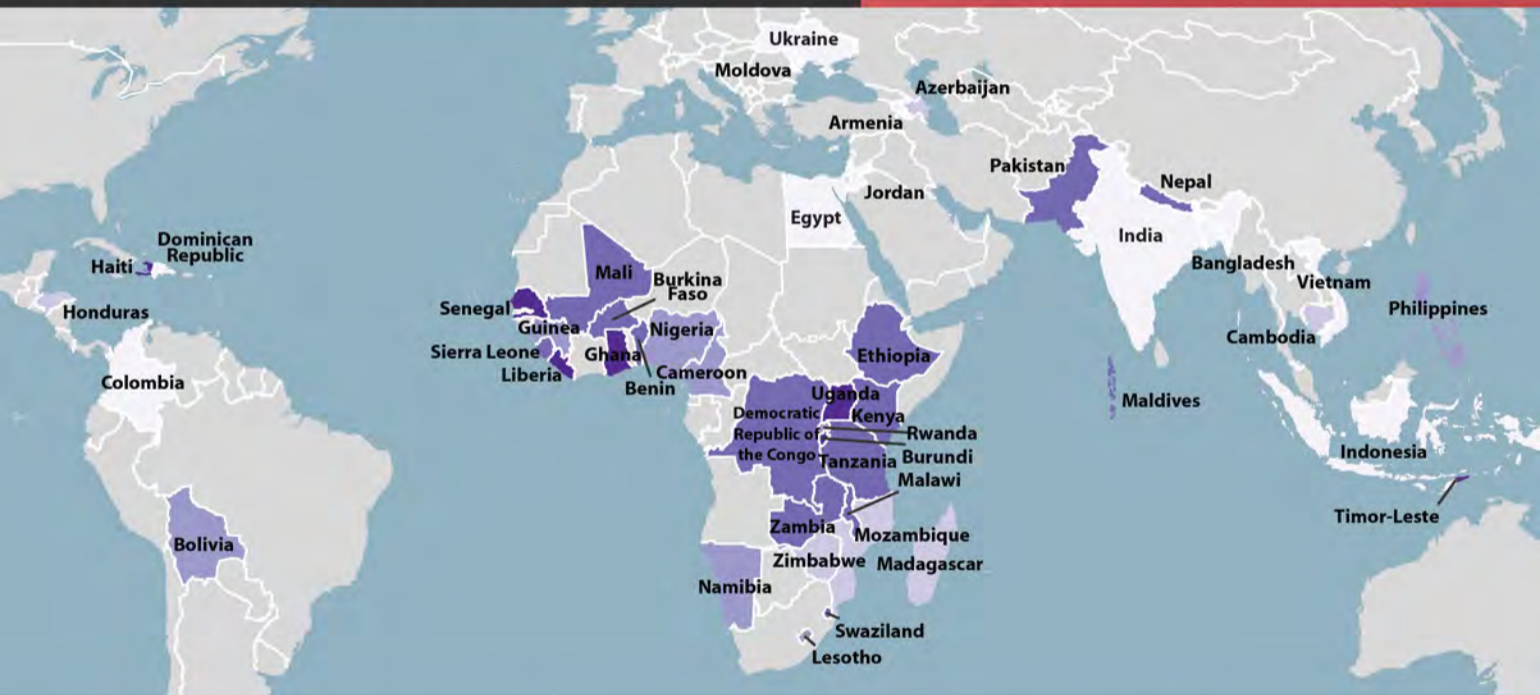 Ukraine
Moldova
Azerbaijan
Armenia
Pakistan
Nepal
Jordan
Egypt
India
Dominican
Republic
Haiti
Bangladesh
Mali
Burkina
Faso
Vietnam
Senegal
Honduras
Philippines
Guinea
Nigeria
Cambodia
Sierra Leone
Ghana
Ethiopia
Liberia
Cameroon
Colombia
Benin
Uganda
Maldives
Democratic
Republic of
the Congo
Kenya
Rwanda
Indonesia
Burundi
Tanzania
Malawi
Timor-Leste
Zambia
Mozambique
Bolivia
Zimbabwe
Madagascar
Namibia
Swaziland
Lesotho